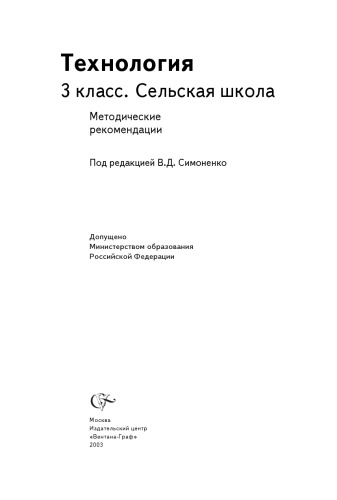 Технология
3 класс. Сельская школа
Методические
рекомендации
Под редакцией В.Д. Симоненко
Допущено
Министерством образования
Российской Федерации
Москва
Издательский центр
«Вентана-Граф»
2003